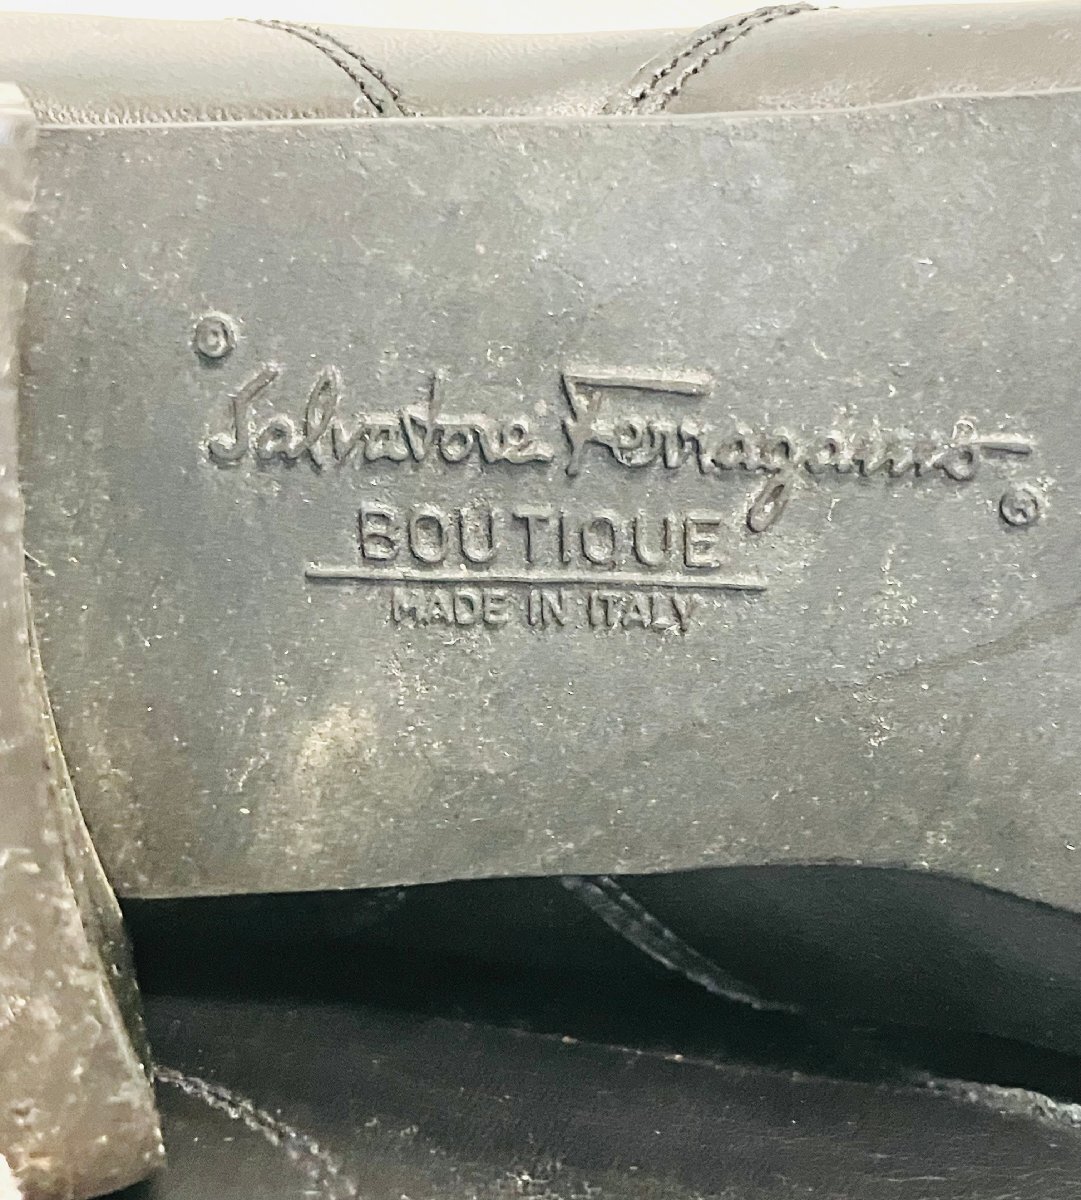 ®
Salvatore Ferragamo
®
BOUTIQUE
MADE IN ITALY